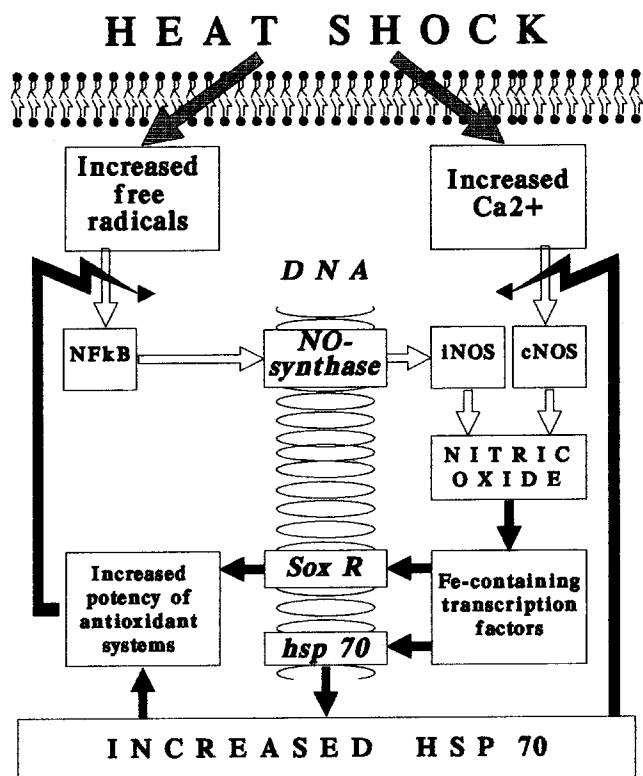 HEAT SHOCK
Increased
free
radicals
Increased
Ca2+
DNA
NFkB
NO-
synthase
iNOS
cNOS
NITRIC
OXIDE
Increased
potency of
antioxidant
systems
Sox R
Fe-containing
transcription
factors
hsp 70
INCREASED HSP 70